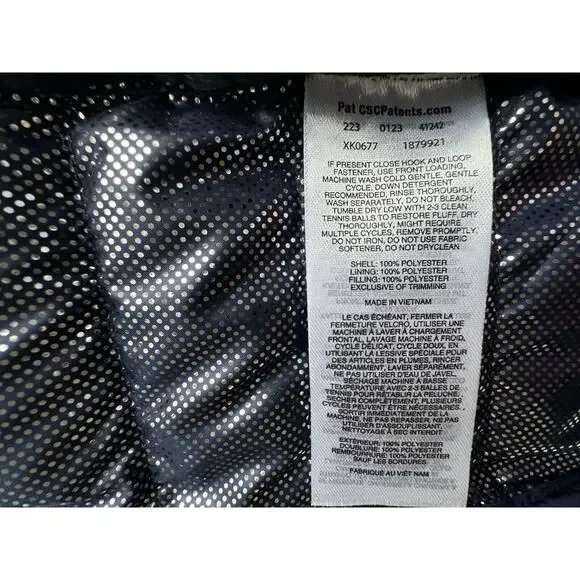 Pat CSCPatents.com
223 0123 41242
XK0677 1879921
IF PRESENT CLOSE HOOK AND LOOP
FASTENER, USE FRONT LOADING,
MACHINE WASH COLD GENTLE, GENTLE
CYCLE, DOWN DETERGENT
RECOMMENDED, RINSE THOROUGHLY,
WASH SEPARATELY, DO NOT BLEACH,
TUMBLE DRY LOW WITH 2-3 CLEAN
TENNIS BALLS TO RESTORE FLUFF, DRY
THOROUGHLY, MIGHT REQUIRE
MULTIPLE CYCLES, REMOVE PROMPTLY,
DO NOT IRON, DO NOT USE FABRIC
SOFTENER, DO NOT DRYCLEAN
SHELL: 100% POLYESTER
LINING: 100% POLYESTER
FILLING: 100% POLYESTER
EXCLUSIVE OF TRIMMING
MADE IN VIETNAM
LE CAS ÉCHÉANT, FERMER LA
FERMETURE VELCRO, UTILISER UNE
MACHINE À LAVER À CHARGEMENT
FRONTAL, LAVAGE MACHINE À FROID,
CYCLE DÉLICAT, CYCLE DOUX, EN
UTILISANT LA LESSIVE SPÉCIALE POUR
DES ARTICLES EN PLUMES, RINCER
ABONDAMMENT, LAVER SÉPARÉMENT,
NE PAS UTILISER D'EAU DE JAVEL,
SÉCHAGE MACHINE À BASSE
TEMPÉRATURE AVEC 2-3 BALLES DE
TENNIS POUR RÉTABLIR LA PELUCHE,
SÉCHER COMPLÈTEMENT, PLUSIEURS
CYCLES PEUVENT ÊTRE NÉCESSAIRES,
SORTIR IMMÉDIATEMENT DE LA
MACHINE, NE PAS REPASSER, NE PAS
UTILISER D'ASSOUPLISSANT,
NETTOYAGE À SEC INTERDIT
EXTÉRIEUR: 100% POLYESTER
DOUBLURE: 100% POLYESTER
REMBOURRURE: 100% POLYESTER
SAUF LES BORDURES
FABRIQUÉ AU VIÊT NAM